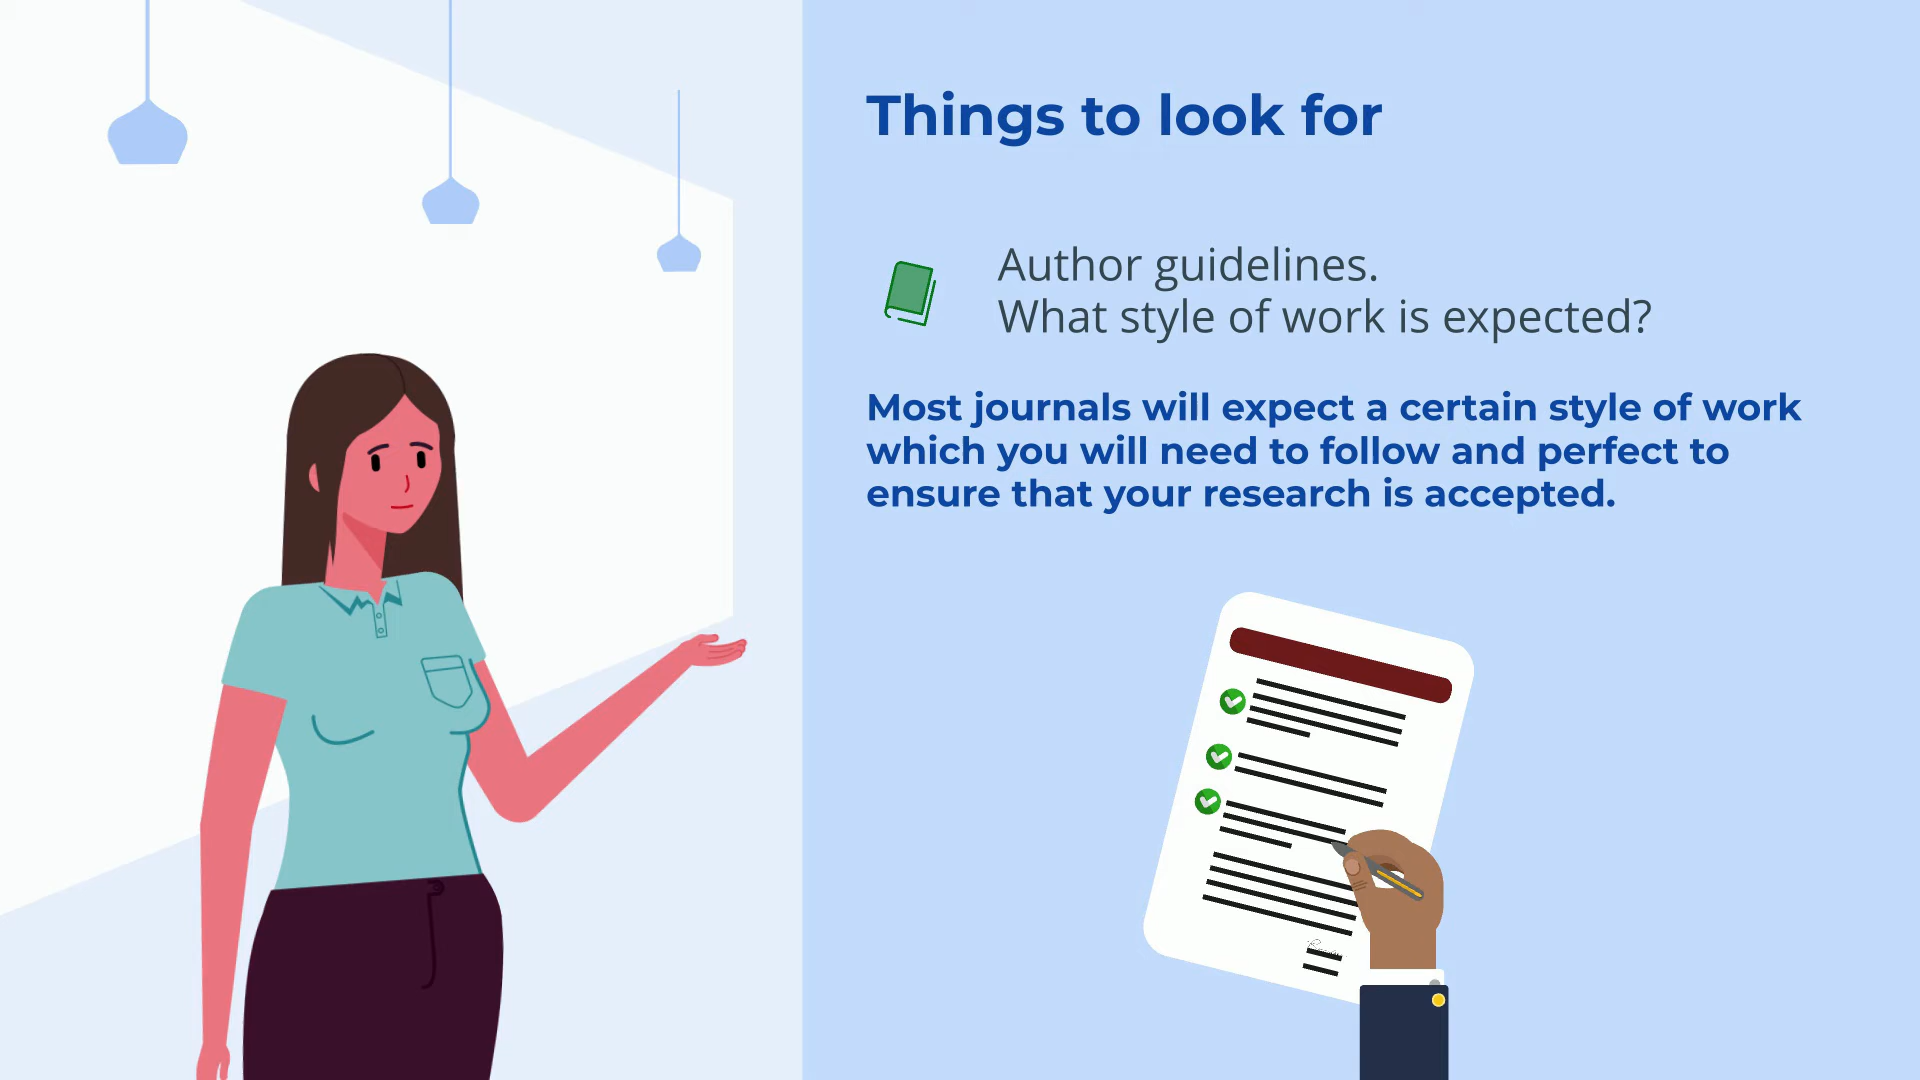 Things to look for
Author guidelines.
What style of work is expected?
Most journals will expect a certain style of work
which you will need to follow and perfect to
ensure that your research is accepted.